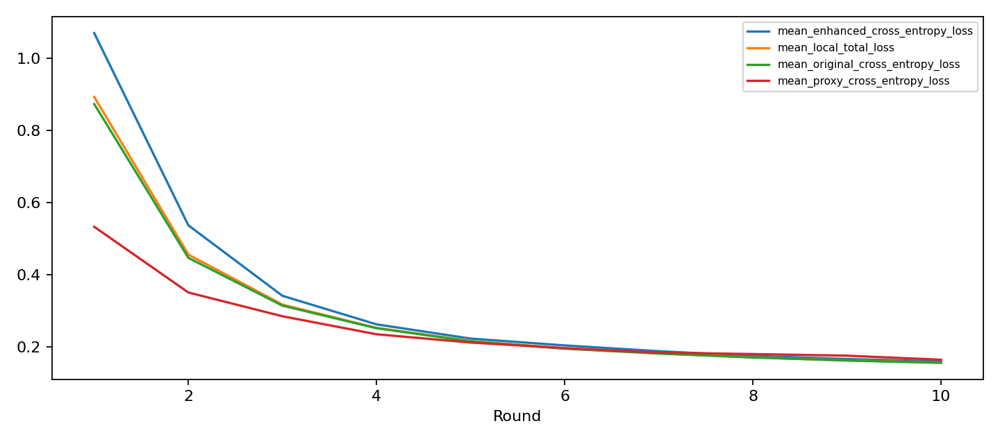 mean_enhanced_cross_entropy_loss
mean_local_total_loss
mean_original_cross_entropy_loss
mean_proxy_cross_entropy_loss
1.0
0.8
0.6
0.4
0.2
2 4 6 8 10
Round